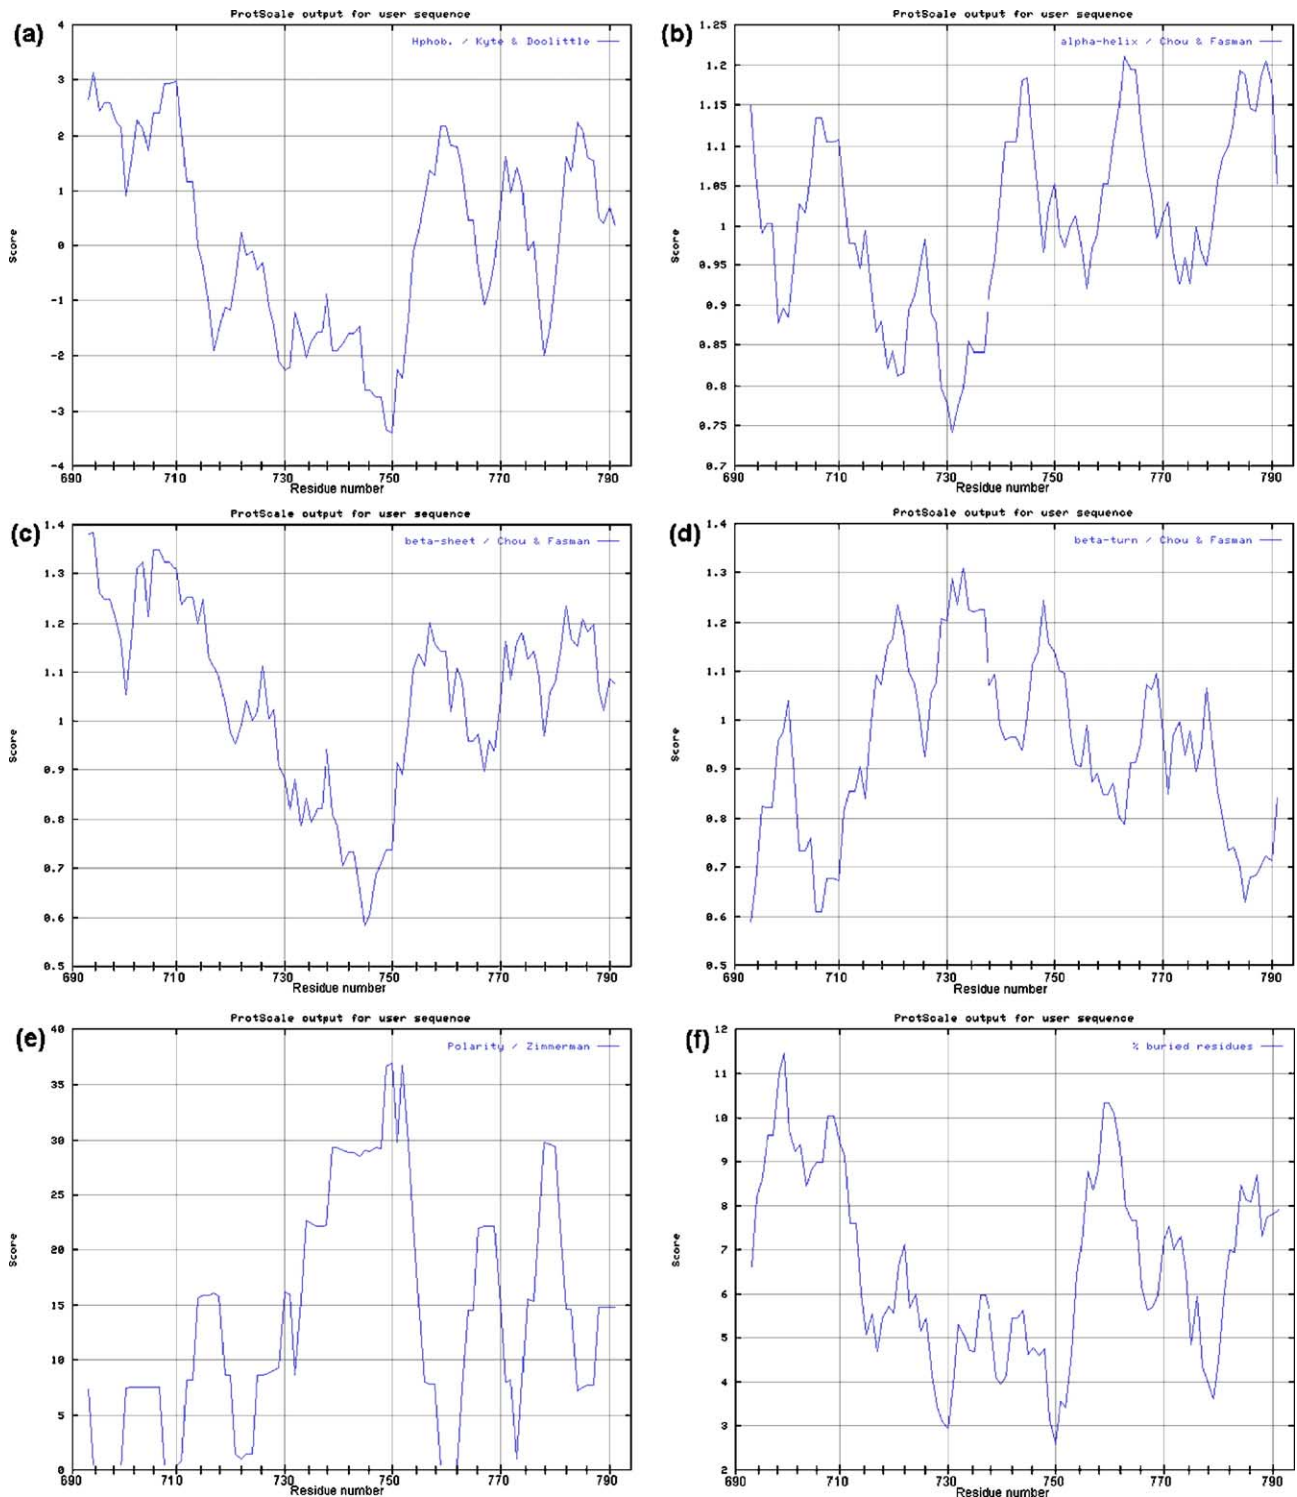 (a)
ProtScale output for user sequence
Hphob. / Kyte & Doolittle
4
3
2
1
0
-1
-2
-3
-4
Score
690 710 730 750 770 790
Residue number
(b)
ProtScale output for user sequence
alpha-helix / Chou & Fasman
1.25
1.2
1.15
1.1
1.05
1
0.95
0.9
0.85
0.8
0.75
0.7
Score
690 710 730 750 770 790
Residue number
(c)
ProtScale output for user sequence
beta-sheet / Chou & Fasman
1.4
1.3
1.2
1.1
1
0.9
0.8
0.7
0.6
0.5
Score
690 710 730 750 770 790
Residue number
(d)
ProtScale output for user sequence
beta-turn / Chou & Fasman
1.4
1.3
1.2
1.1
1
0.9
0.8
0.7
0.6
0.5
Score
690 710 730 750 770 790
Residue number
(e)
ProtScale output for user sequence
Polarity / Zimmerman
40
35
30
25
20
15
10
5
0
Score
690 710 730 750 770 790
Residue number
(f)
ProtScale output for user sequence
% buried residues
12
11
10
9
8
7
6
5
4
3
2
Score
690 710 730 750 770 790
Residue number